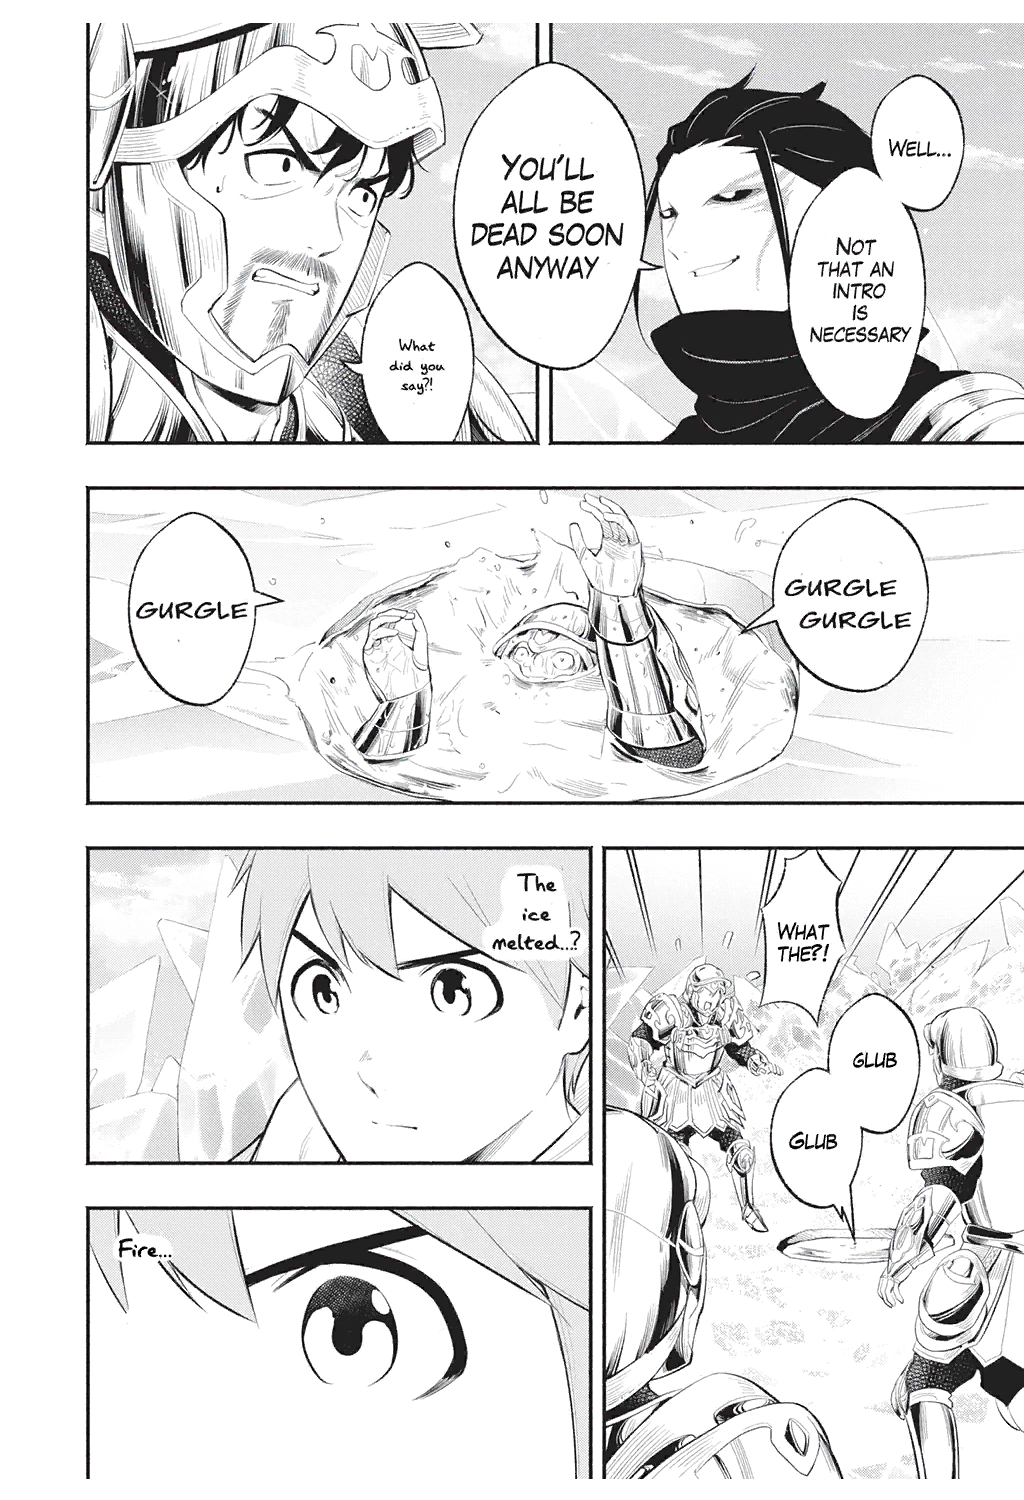 WELL...
NOT
THAT AN
INTRO
IS
NECESSARY
YOU'LL
ALL BE
DEAD SOON
ANYWAY
What
did you
say?!
GURGLE
GURGLE
GURGLE
WHAT
THE?!
GLUB
GLUB
The
ice
melted...?
Fire...